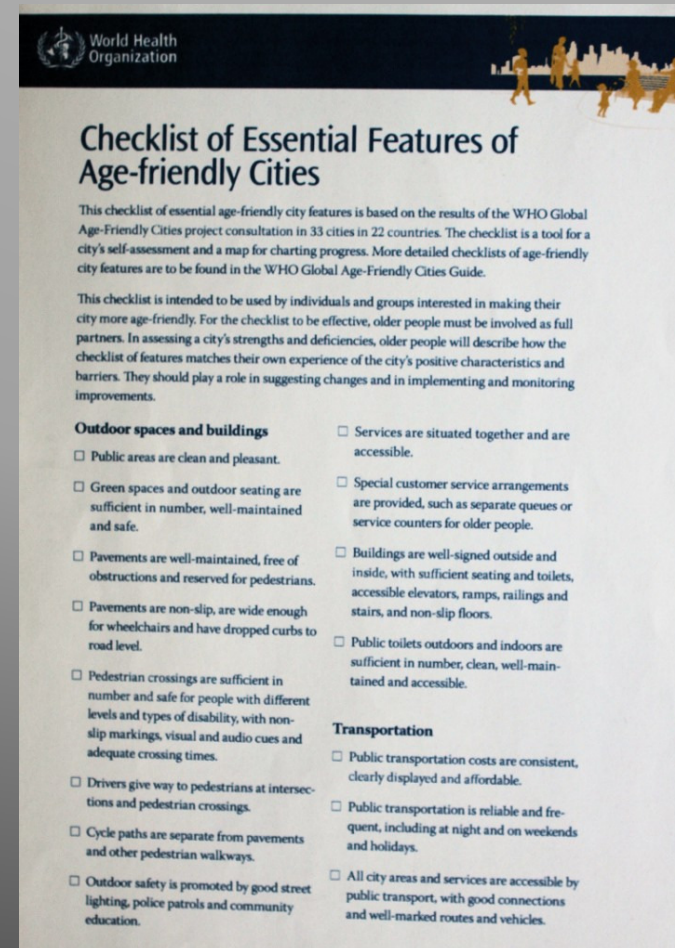 World Health
Organization
Checklist of Essential Features of
Age-friendly Cities
This checklist of essential age-friendly city features is based on the results of the WHO Global
Age-Friendly Cities project consultation in 33 cities in 22 countries. The checklist is a tool for a
city's self-assessment and a map for charting progress. More detailed checklists of age-friendly
city features are to be found in the WHO Global Age-Friendly Cities Guide.
This checklist is intended to be used by individuals and groups interested in making their
city more age-friendly. For the checklist to be effective, older people must be involved as full
partners. In assessing a city's strengths and deficiencies, older people will describe how the
checklist of features matches their own experience of the city's positive characteristics and
barriers. They should play a role in suggesting changes and in implementing and monitoring
improvements.
Outdoor spaces and buildings
☐ Public areas are clean and pleasant.
☐ Green spaces and outdoor seating are
sufficient in number, well-maintained
and safe.
☐ Pavements are well-maintained, free of
obstructions and reserved for pedestrians.
☐ Pavements are non-slip, are wide enough
for wheelchairs and have dropped curbs to
road level.
☐ Pedestrian crossings are sufficient in
number and safe for people with different
levels and types of disability, with non-
slip markings, visual and audio cues and
adequate crossing times.
☐ Drivers give way to pedestrians at intersec-
tions and pedestrian crossings.
☐ Cycle paths are separate from pavements
and other pedestrian walkways.
☐ Outdoor safety is promoted by good street
lighting, police patrols and community
education.
☐ Services are situated together and are
accessible.
☐ Special customer service arrangements
are provided, such as separate queues or
service counters for older people.
☐ Buildings are well-signed outside and
inside, with sufficient seating and toilets,
accessible elevators, ramps, railings and
stairs, and non-slip floors.
☐ Public toilets outdoors and indoors are
sufficient in number, clean, well-main-
tained and accessible.
Transportation
☐ Public transportation costs are consistent,
clearly displayed and affordable.
☐ Public transportation is reliable and fre-
quent, including at night and on weekends
and holidays.
☐ All city areas and services are accessible by
public transport, with good connections
and well-marked routes and vehicles.